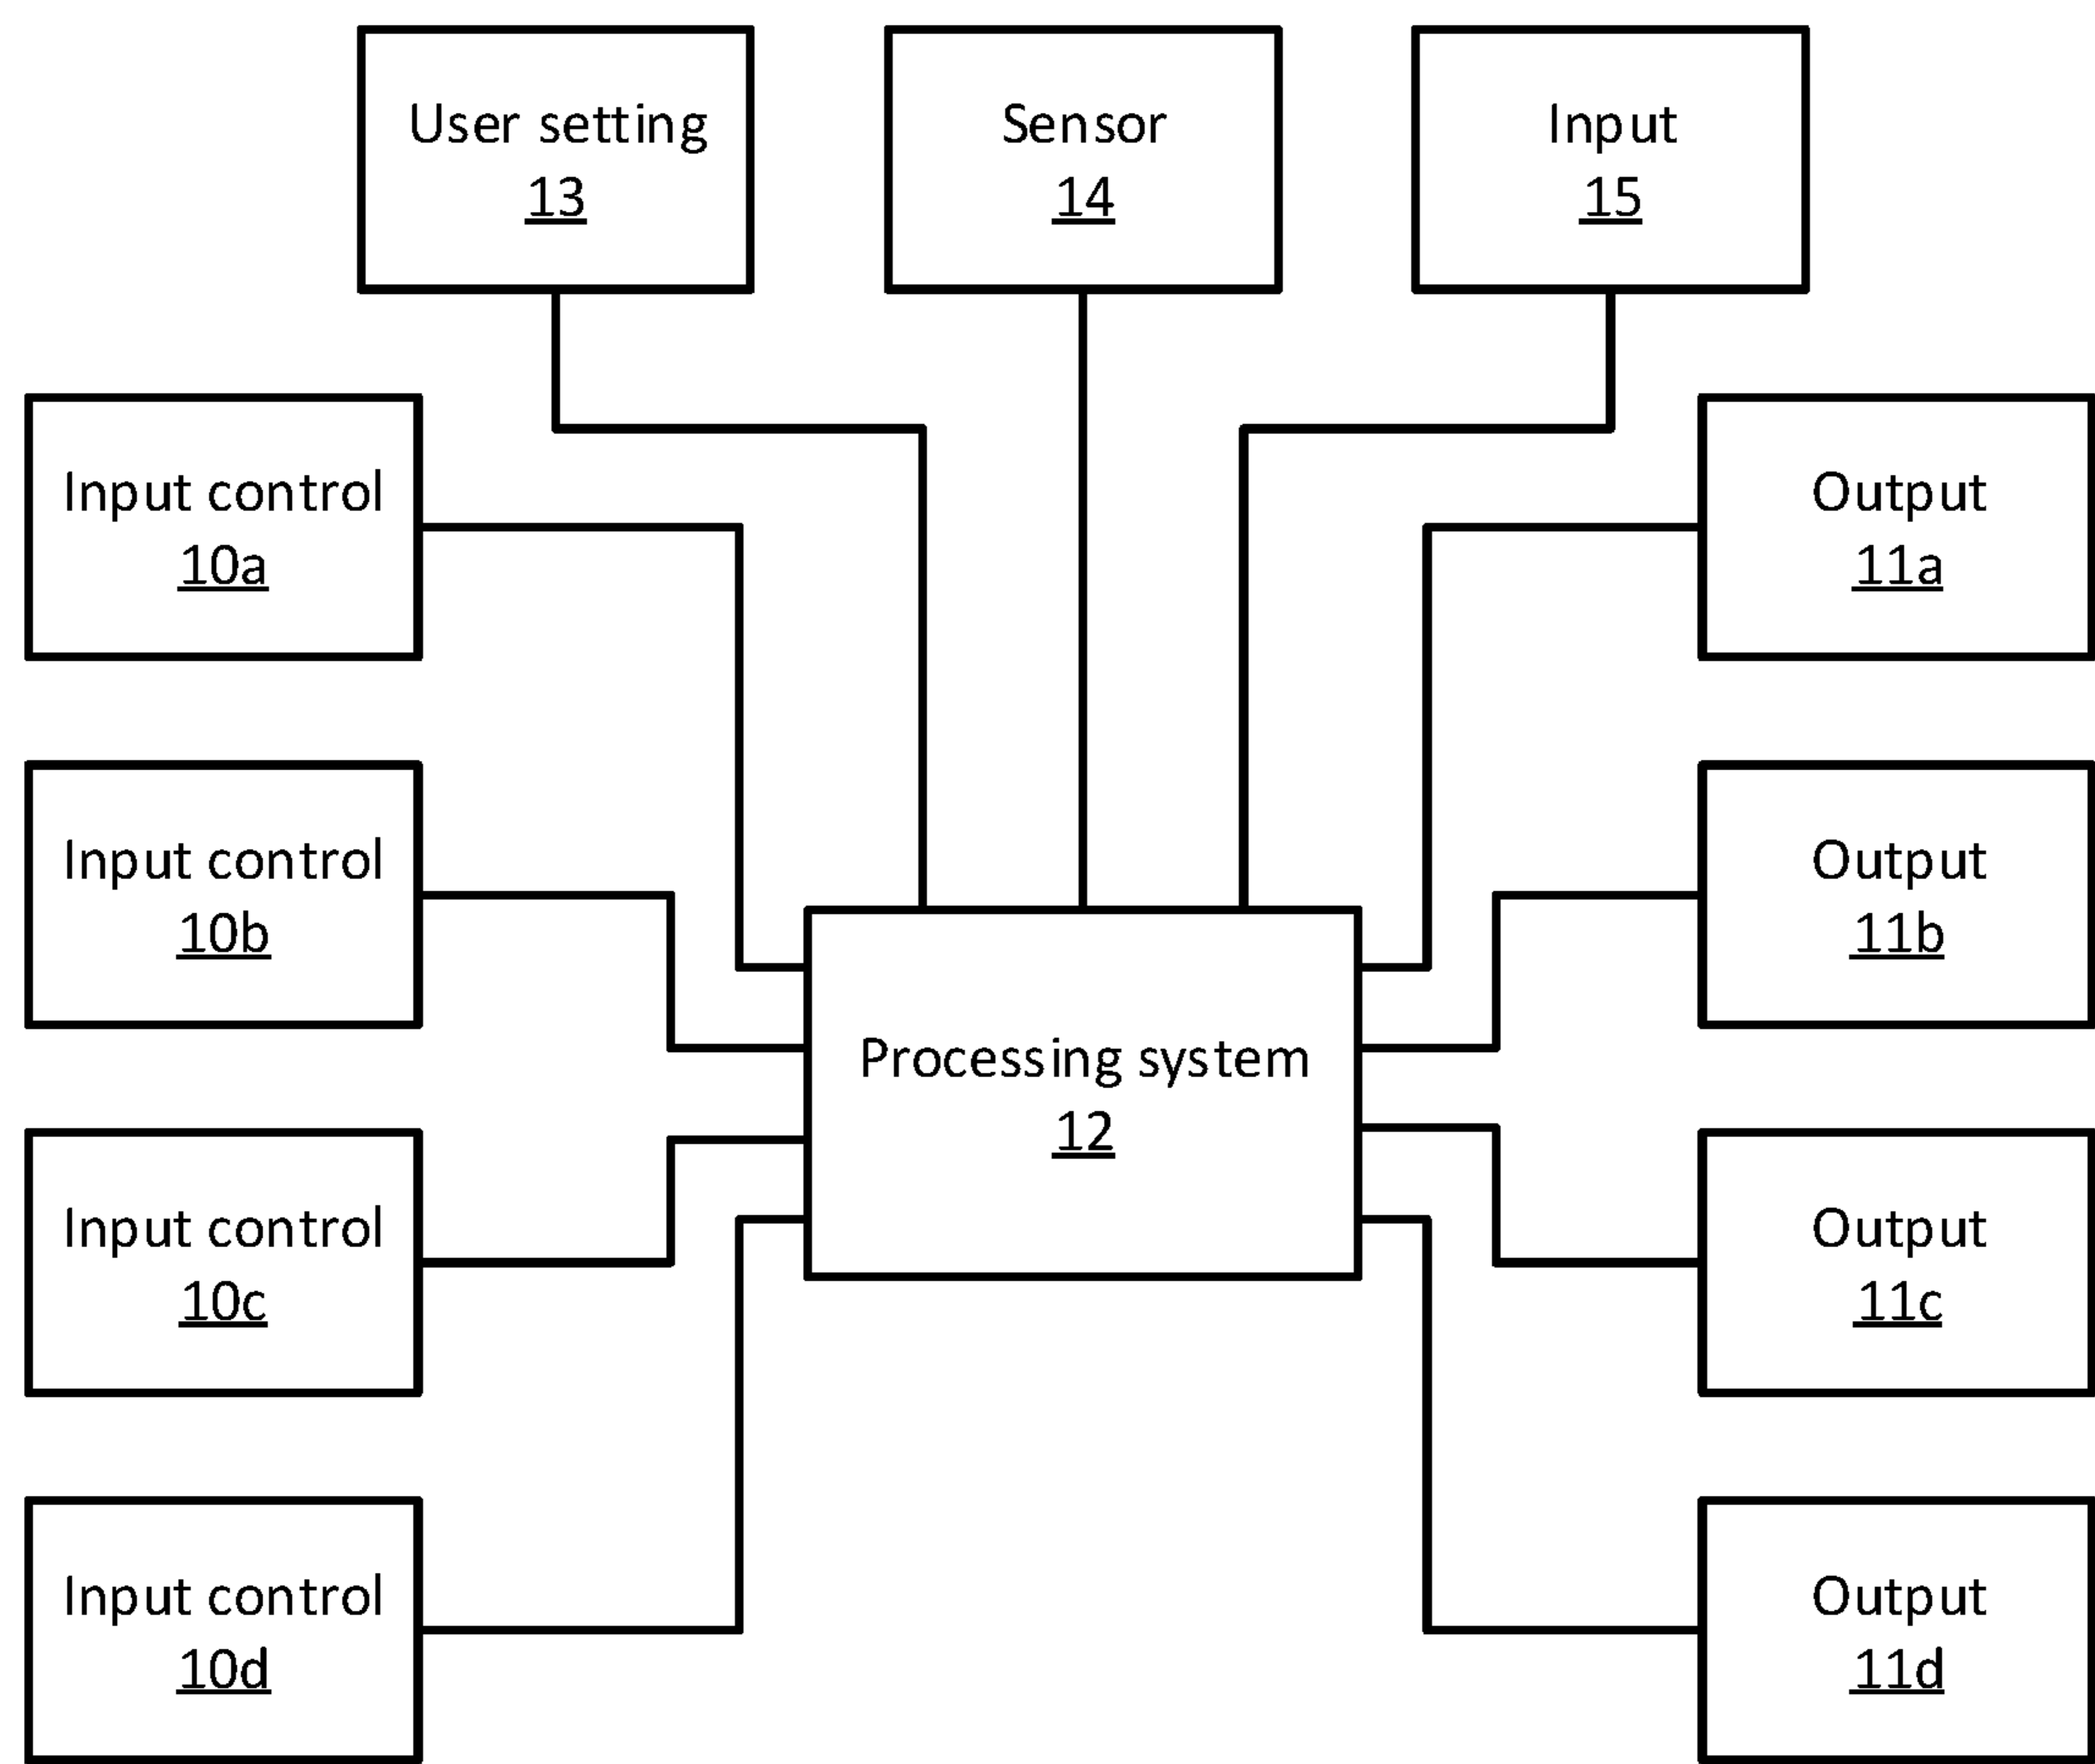 User setting
13
Sensor
14
Input
15
Input control
10a
Output
11a
Input control
10b
Output
11b
Processing system
12
Input control
10c
Output
11c
Input control
10d
Output
11d